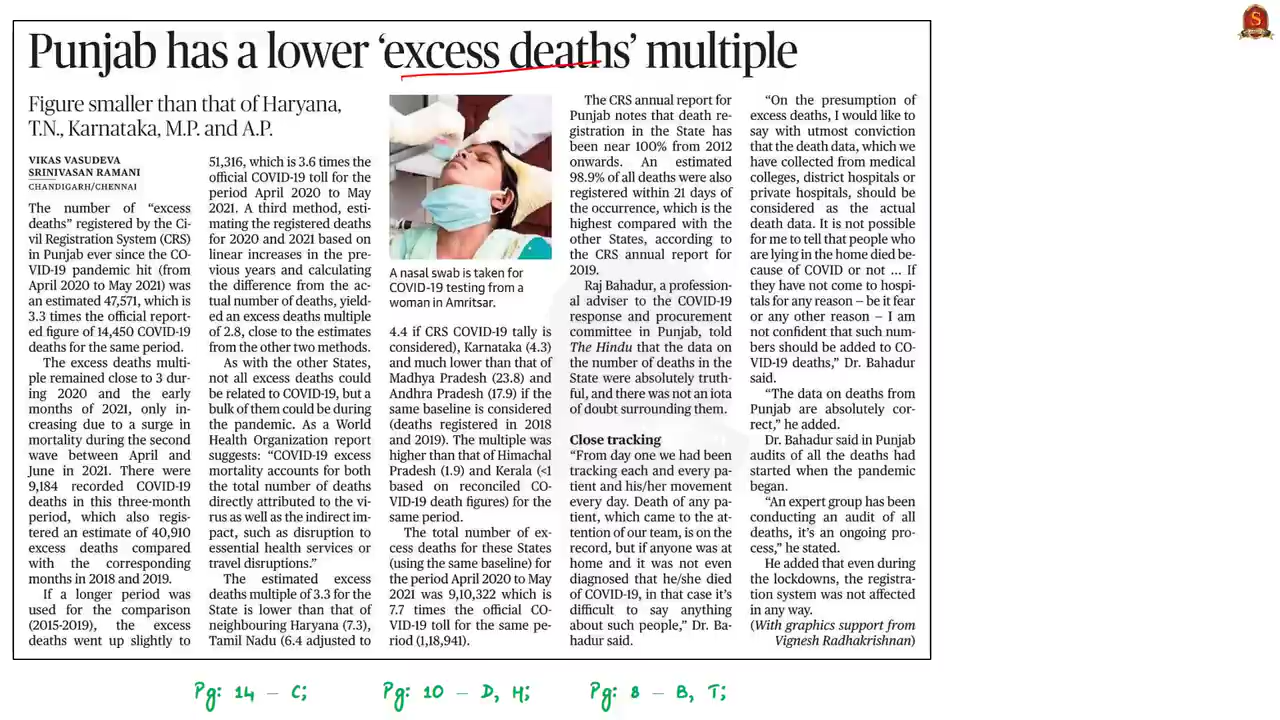 Punjab has a lower ‘excess deaths’ multiple
Figure smaller than that of Haryana,
T.N., Karnataka, M.P. and A.P.
VIKAS VASUDEVA
SRINIVASAN RAMANI
CHANDIGARH/CHENNAI
The number of “excess
deaths” registered by the Ci-
vil Registration System (CRS)
in Punjab ever since the CO-
VID-19 pandemic hit (from
April 2020 to May 2021) was
an estimated 47,571, which is
3.3 times the official report-
ed figure of 14,450 COVID-19
deaths for the same period.
The excess deaths multi-
ple remained close to 3 dur-
ing 2020 and the early
months of 2021, only in-
creasing due to a surge in
mortality during the second
wave between April and
June in 2021. There were
9,184 recorded COVID-19
deaths in this three-month
period, which also regis-
tered an estimate of 40,910
excess deaths compared
with the corresponding
months in 2018 and 2019.
If a longer period was
used for the comparison
(2015-2019), the excess
deaths went up slightly to
51,316, which is 3.6 times the
official COVID-19 toll for the
period April 2020 to May
2021. A third method, esti-
mating the registered deaths
for 2020 and 2021 based on
linear increases in the pre-
vious years and calculating
the difference from the ac-
tual number of deaths, yield-
ed an excess deaths multiple
of 2.8, close to the estimates
from the other two methods.
As with the other States,
not all excess deaths could
be related to COVID-19, but a
bulk of them could be during
the pandemic. As a World
Health Organization report
suggests: “COVID-19 excess
mortality accounts for both
the total number of deaths
directly attributed to the vi-
rus as well as the indirect im-
pact, such as disruption to
essential health services or
travel disruptions.”
The estimated excess
deaths multiple of 3.3 for the
State is lower than that of
neighbouring Haryana (7.3),
Tamil Nadu (6.4 adjusted to
A nasal swab is taken for
COVID-19 testing from a
woman in Amritsar.
4.4 if CRS COVID-19 tally is
considered), Karnataka (4.3)
and much lower than that of
Madhya Pradesh (23.8) and
Andhra Pradesh (17.9) if the
same baseline is considered
(deaths registered in 2018
and 2019). The multiple was
higher than that of Himachal
Pradesh (1.9) and Kerala (<1
based on reconciled CO-
VID-19 death figures) for the
same period.
The total number of ex-
cess deaths for these States
(using the same baseline) for
the period April 2020 to May
2021 was 9,10,322 which is
7.7 times the official CO-
VID-19 toll for the same pe-
riod (1,18,941).
The CRS annual report for
Punjab notes that death re-
gistration in the State has
been near 100% from 2012
onwards. An estimated
98.9% of all deaths were also
registered within 21 days of
the occurrence, which is the
highest compared with the
other States, according to
the CRS annual report for
2019.
Raj Bahadur, a profession-
al adviser to the COVID-19
response and procurement
committee in Punjab, told
The Hindu that the data on
the number of deaths in the
State were absolutely truth-
ful, and there was not an iota
of doubt surrounding them.
Close tracking
“From day one we had been
tracking each and every pa-
tient and his/her movement
every day. Death of any pa-
tient, which came to the at-
tention of our team, is on the
record, but if anyone was at
home and it was not even
diagnosed that he/she died
of COVID-19, in that case it’s
difficult to say anything
about such people,” Dr. Ba-
hadur said.
“On the presumption of
excess deaths, I would like to
say with utmost conviction
that the death data, which we
have collected from medical
colleges, district hospitals or
private hospitals, should be
considered as the actual
death data. It is not possible
for me to tell that people who
are lying in the home died be-
cause of COVID or not ... If
they have not come to hospi-
tals for any reason – be it fear
or any other reason – I am
not confident that such num-
bers should be added to CO-
VID-19 deaths,” Dr. Bahadur
said.
“The data on deaths from
Punjab are absolutely cor-
rect,” he added.
Dr. Bahadur said in Punjab
audits of all the deaths had
started when the pandemic
began.
“An expert group has been
conducting an audit of all
deaths, it’s an ongoing pro-
cess,” he stated.
He added that even during
the lockdowns, the registra-
tion system was not affected
in any way.
(With graphics support from
Vignesh Radhakrishnan)
Pg: 14 – C; Pg: 10 – D, H; Pg: 8 – B, T;